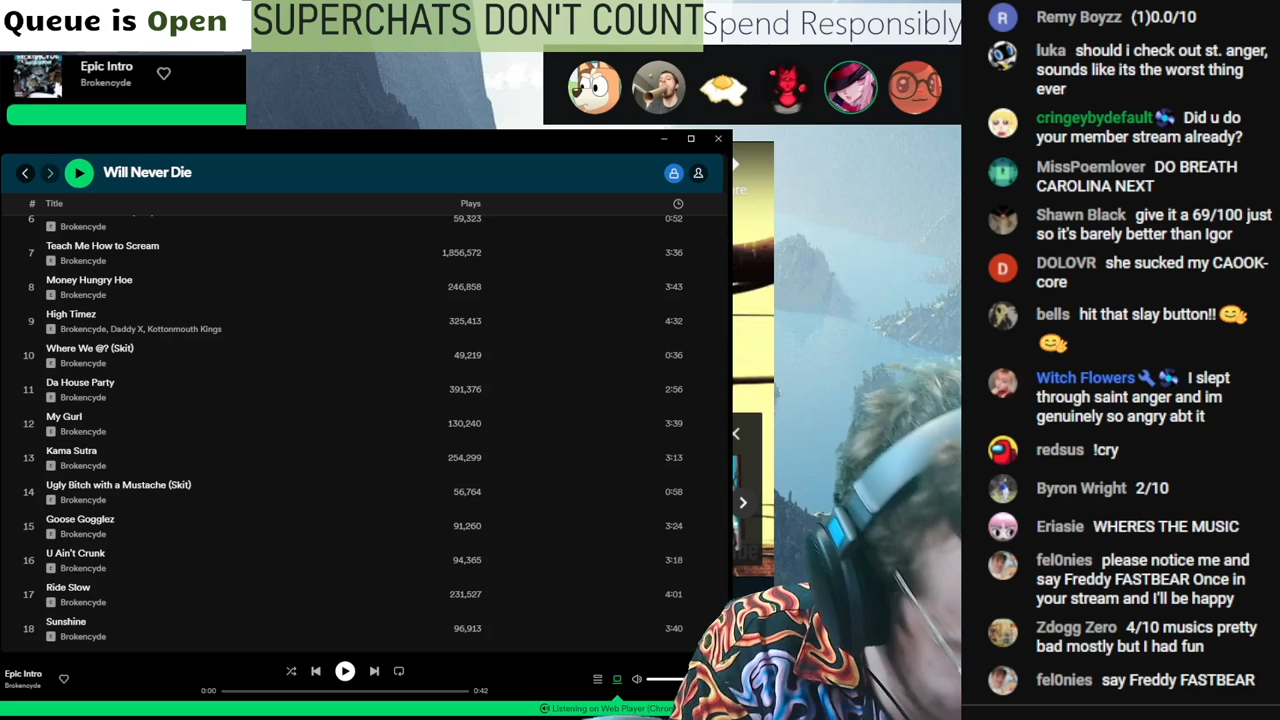 Queue is Open
SUPERCHATS DON'T COUNT
Spend Responsibly
Epic Intro
Brokencyde
Will Never Die
# Title Plays
6 59,323 0:52
E Brokencyde
7 Teach Me How to Scream 1,856,572 3:36
E Brokencyde
8 Money Hungry Hoe 246,858 3:43
E Brokencyde
9 High Timez 325,413 4:32
E Brokencyde, Daddy X, Kottonmouth Kings
10 Where We @? (Skit) 49,219 0:36
E Brokencyde
11 Da House Party 391,376 2:56
E Brokencyde
12 My Gurl 130,240 3:39
E Brokencyde
13 Kama Sutra 254,299 3:13
E Brokencyde
14 Ugly Bitch with a Mustache (Skit) 56,764 0:58
E Brokencyde
15 Goose Gogglez 91,260 3:24
E Brokencyde
16 U Ain't Crunk 94,365 3:18
E Brokencyde
17 Ride Slow 231,527 4:01
E Brokencyde
18 Sunshine 96,913 3:40
E Brokencyde
Epic Intro
Brokencyde
0:00 0:42
Listening on Web Player (Chrom
R Remy Boyzz (1)0.0/10
luka should i check out st. anger,
sounds like its the worst thing
ever
cringeybydefault Did u do
your member stream already?
MissPoemlover DO BREATH
CAROLINA NEXT
Shawn Black give it a 69/100 just
so it's barely better than Igor
D DOLOVR she sucked my CAOOK-
core
bells hit that slay button!! 😊👏
😊👏
Witch Flowers I slept
through saint anger and im
genuinely so angry abt it
redsus !cry
Byron Wright 2/10
Eriasie WHERES THE MUSIC
fel0nies please notice me and
say Freddy FASTBEAR Once in
your stream and I'll be happy
Zdogg Zero 4/10 musics pretty
bad mostly but I had fun
fel0nies say Freddy FASTBEAR